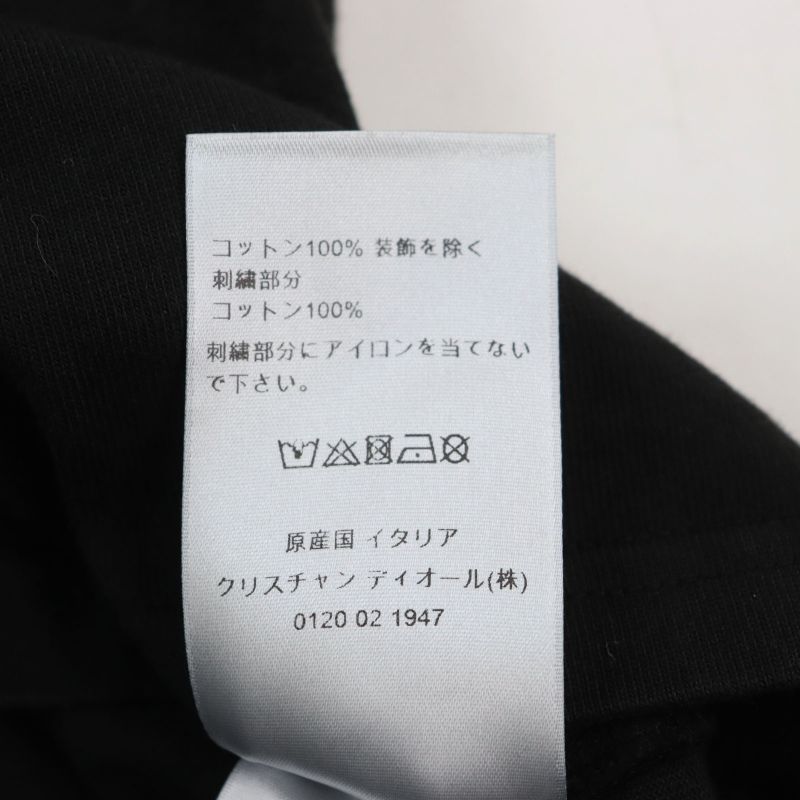 コットン100% 装飾を除く
刺繍部分
コットン100%
刺繍部分にアイロンを当てない
で下さい。
原産国 イタリア
クリスチャン ディオール(株)
0120 02 1947